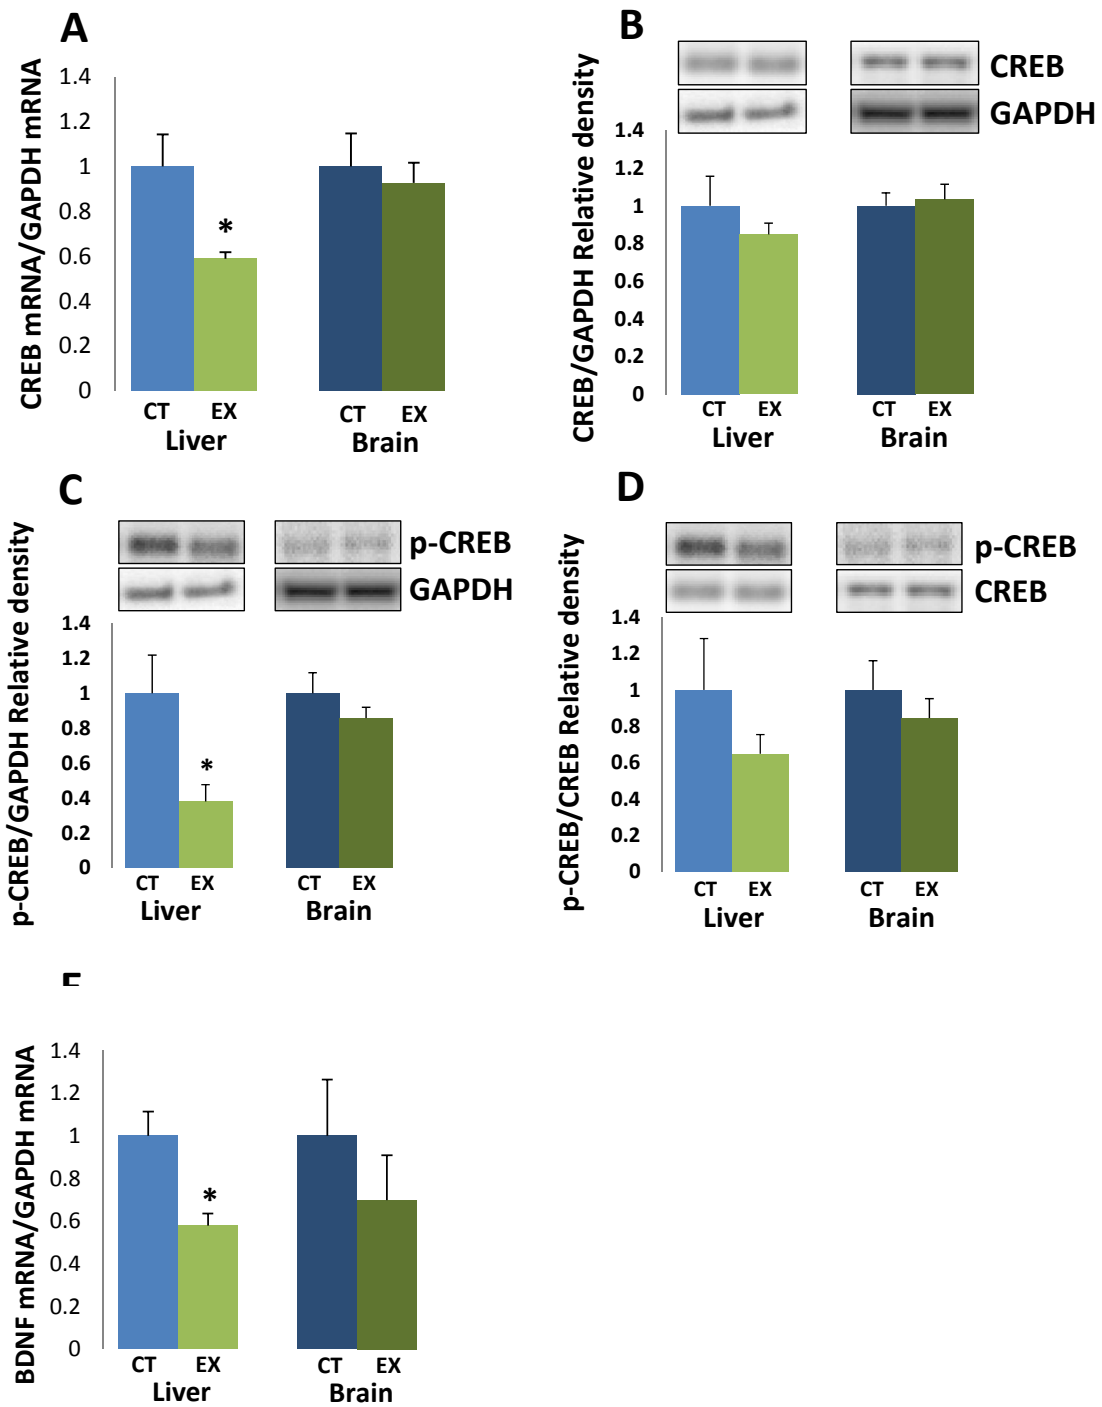 A
CREB mRNA/GAPDH mRNA
1.4
1.2
1
0.8
0.6
0.4
0.2
0
*
CT EX CT EX
Liver Brain
B
CREB
GAPDH
CREB/GAPDH Relative density
1.4
1.2
1
0.8
0.6
0.4
0.2
0
CT EX CT EX
Liver Brain
C
p-CREB
GAPDH
p-CREB/GAPDH Relative density
1.4
1.2
1
0.8
0.6
0.4
0.2
0
*
CT EX CT EX
Liver Brain
D
p-CREB
CREB
p-CREB/CREB Relative density
1.4
1.2
1
0.8
0.6
0.4
0.2
0
CT EX CT EX
Liver Brain
BDNF mRNA/GAPDH mRNA
1.4
1.2
1
0.8
0.6
0.4
0.2
0
*
CT EX CT EX
Liver Brain